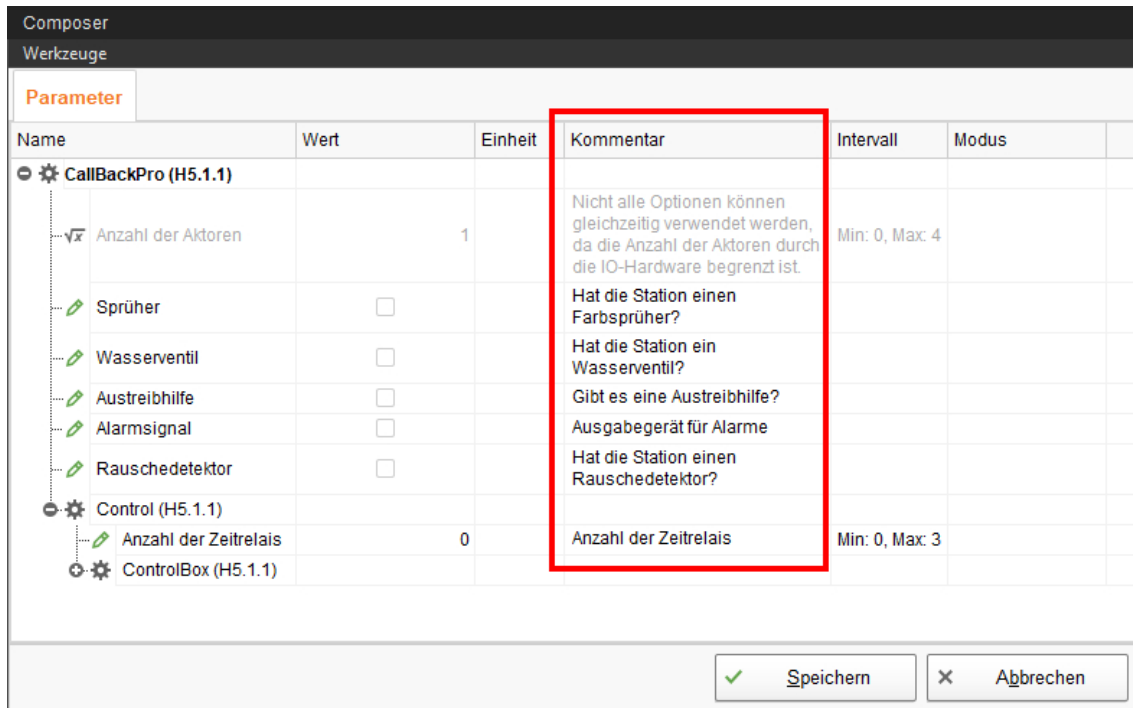 Composer
Werkzeuge
Parameter
Name Wert Einheit Kommentar Intervall Modus
CallBackPro (H5.1.1)
Anzahl der Aktoren 1 Nicht alle Optionen können
gleichzeitig verwendet werden,
da die Anzahl der Aktoren durch
die IO-Hardware begrenzt ist. Min: 0, Max: 4
Sprüher Hat die Station einen
Farbsprüher?
Wasserventil Hat die Station ein
Wasserventil?
Austreibhilfe Gibt es eine Austreibhilfe?
Alarmsignal Ausgabegerät für Alarme
Rauschedetektor Hat die Station einen
Rauschedetektor?
Control (H5.1.1)
Anzahl der Zeitrelais 0 Anzahl der Zeitrelais Min: 0, Max: 3
ControlBox (H5.1.1)
Speichern Abbrechen